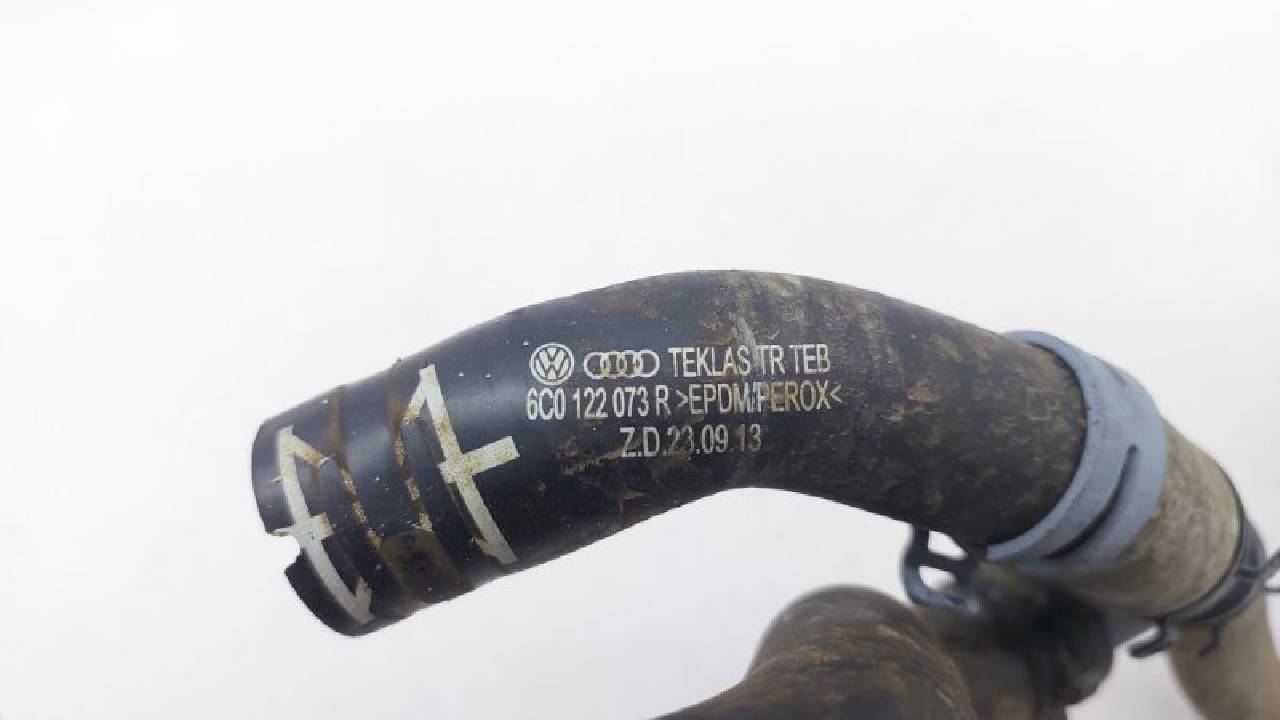 TEKLAS TR TEB
6C0 122 073 R >EPDM/PEROX<
Z.D.23.09.13